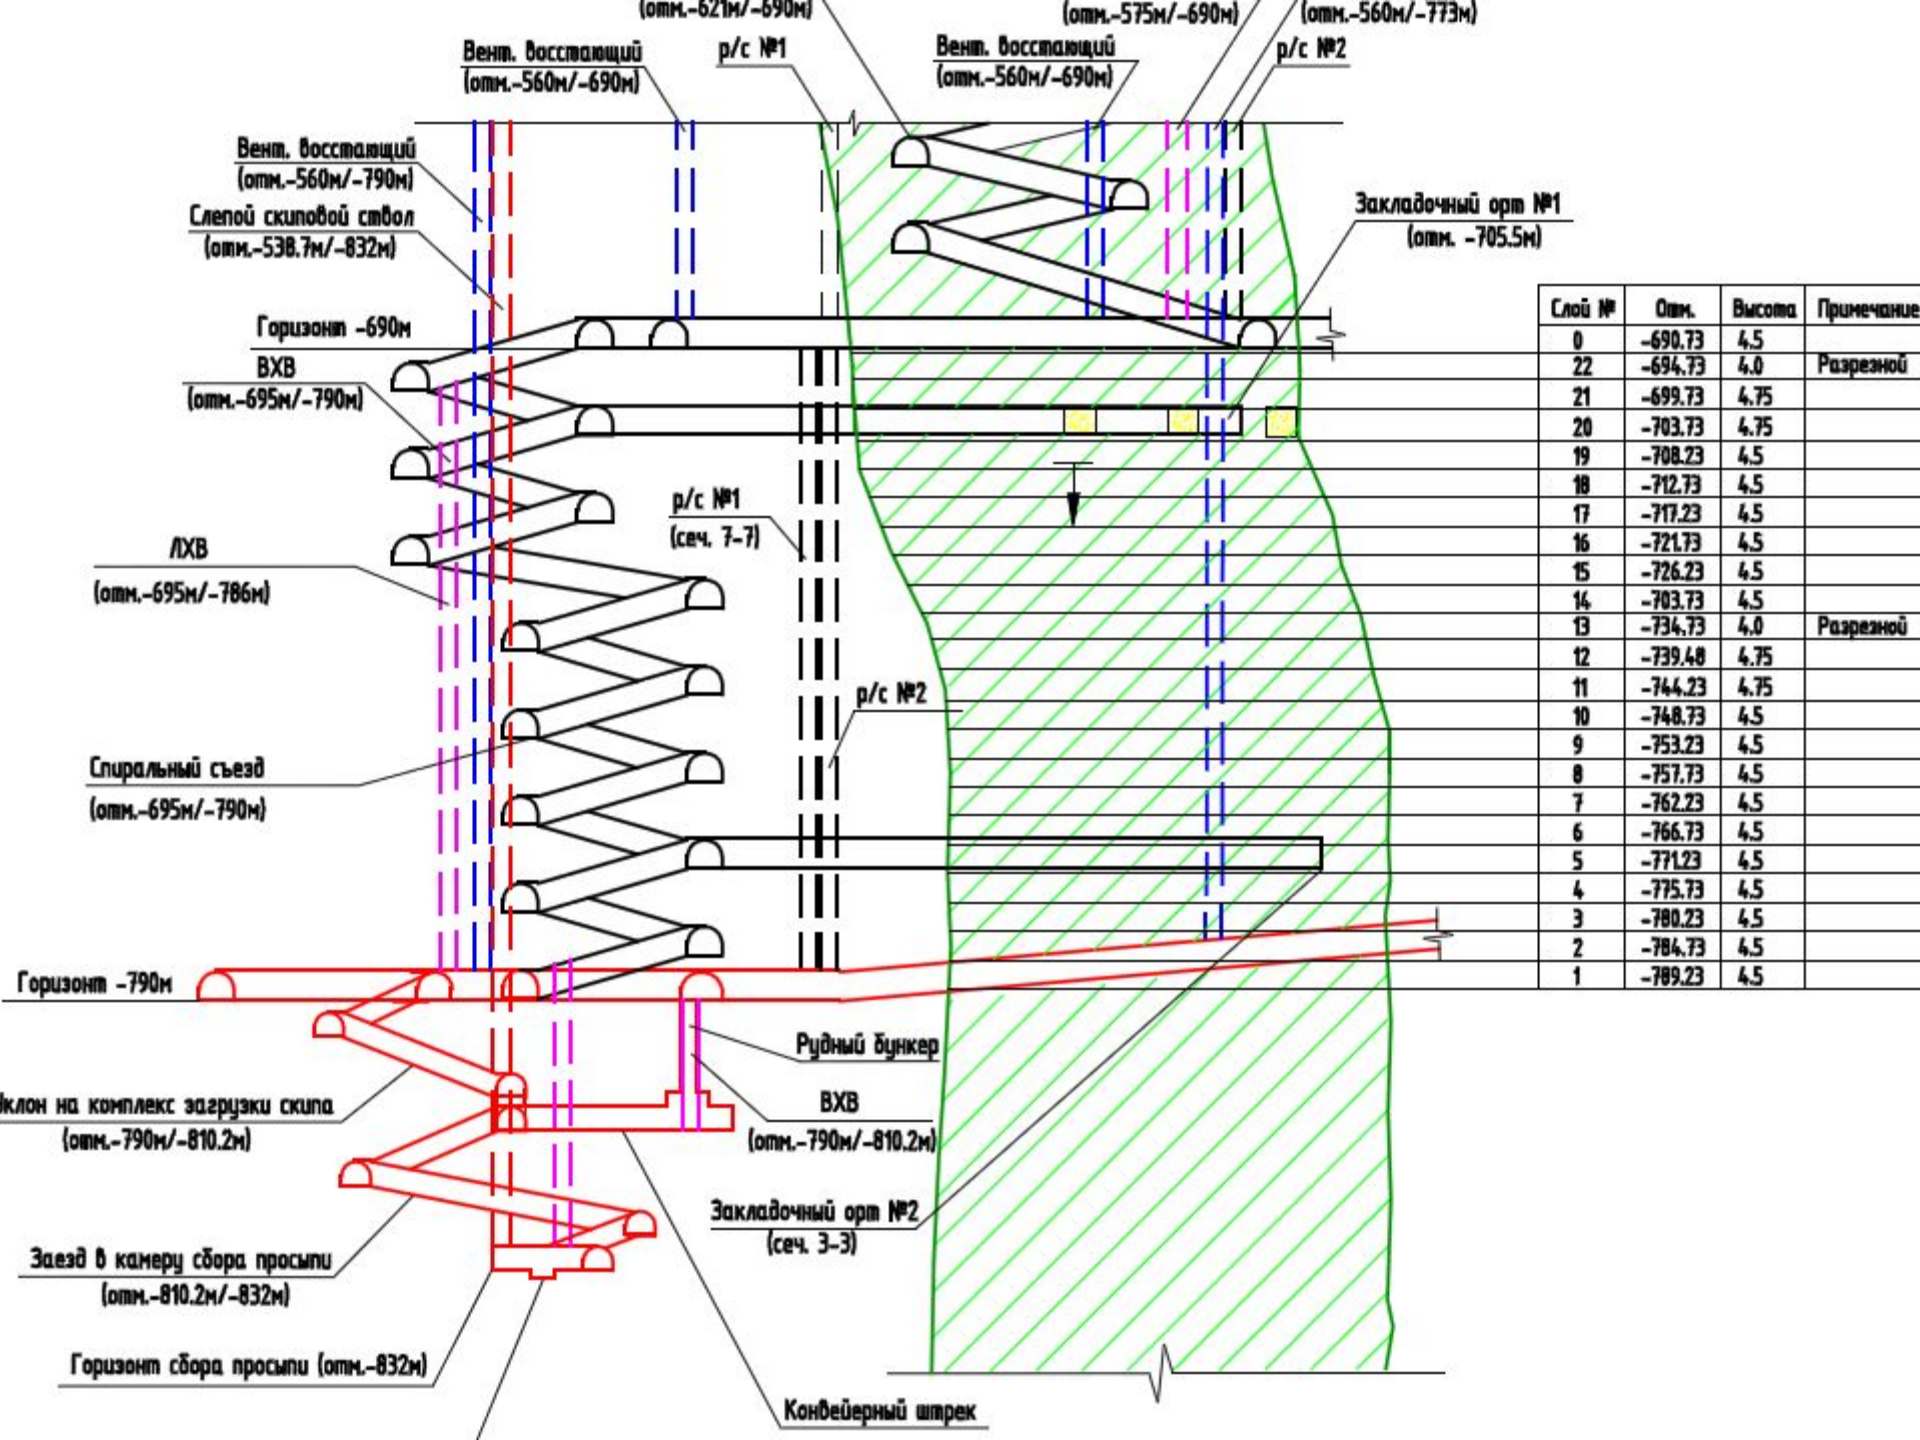 (отм.-621м/-690м)
(отм.-575м/-690м)
(отм.-560м/-773м)
Вент. восстающий
(отм.-560м/-690м)
р/с №1
Вент. восстающий
(отм.-560м/-690м)
р/с №2
Вент. восстающий
(отм.-560м/-790м)
Слепой скиповой ствол
(отм.-538.7м/-832м)
Закладочный орт №1
(отм. -705.5м)
Горизонт -690м
ВХВ
(отм.-695м/-790м)
р/с №1
(сеч. 7-7)
ЛХВ
(отм.-695м/-786м)
р/с №2
Спиральный съезд
(отм.-695м/-790м)
Горизонт -790м
Рудный бункер
ВХВ
(отм.-790м/-810.2м)
уклон на комплекс загрузки скипа
(отм.-790м/-810.2м)
Закладочный орт №2
(сеч. 3-3)
Заезд в камеру сбора просыпи
(отм.-810.2м/-832м)
Горизонт сбора просыпи (отм.-832м)
Конвейерный штрек
Слой № Отм. Высота Примечание
0 -690.73 4.5
22 -694.73 4.0 Разрезной
21 -699.73 4.75
20 -703.73 4.75
19 -708.23 4.5
18 -712.73 4.5
17 -717.23 4.5
16 -721.73 4.5
15 -726.23 4.5
14 -703.73 4.5
13 -734.73 4.0 Разрезной
12 -739.48 4.75
11 -744.23 4.75
10 -748.73 4.5
9 -753.23 4.5
8 -757.73 4.5
7 -762.23 4.5
6 -766.73 4.5
5 -771.23 4.5
4 -775.73 4.5
3 -780.23 4.5
2 -784.73 4.5
1 -789.23 4.5